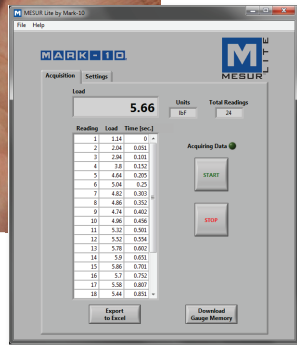 MESUR Lite by Mark-10
File Help
MARK-10
M
LITE
MESUR
Acquisition Settings
Load
5.66
Units
lbF
Total Readings
24
Reading Load Time [sec.]
1 1.14 0
2 2.04 0.051
3 2.94 0.101
4 3.8 0.152
5 4.64 0.205
6 5.04 0.25
7 4.82 0.303
8 4.86 0.352
9 4.74 0.402
10 4.96 0.456
11 5.32 0.501
12 5.52 0.554
13 5.78 0.602
14 5.9 0.651
15 5.86 0.701
16 5.7 0.752
17 5.58 0.807
18 5.44 0.851
Acquiring Data
START
STOP
Export
to Excel
Download
Gauge Memory